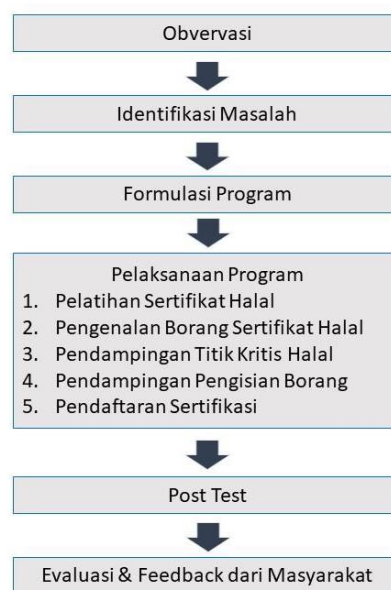 Obvervasi
Identifikasi Masalah
Formulasi Program
Pelaksanaan Program
1. Pelatihan Sertifikat Halal
2. Pengenalan Borang Sertifikat Halal
3. Pendampingan Titik Kritis Halal
4. Pendampingan Pengisian Borang
5. Pendaftaran Sertifikasi
Post Test
Evaluasi & Feedback dari Masyarakat